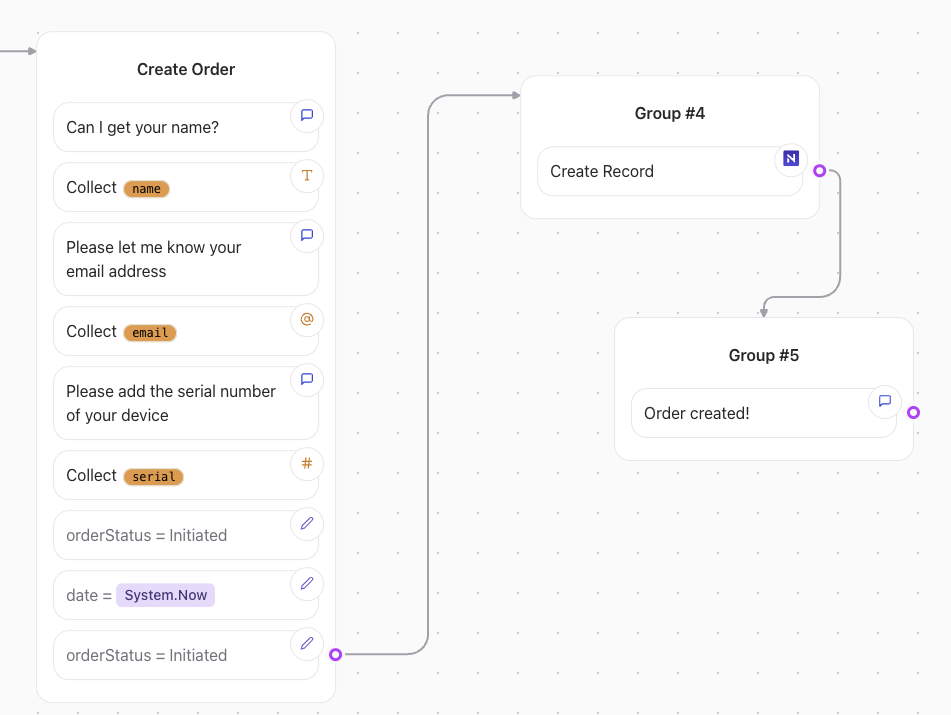 Create Order
Can I get your name?
Collect name
Please let me know your
email address
Collect email
Please add the serial number
of your device
Collect serial
orderStatus = Initiated
date = System.Now
orderStatus = Initiated
Group #4
Create Record
Group #5
Order created!